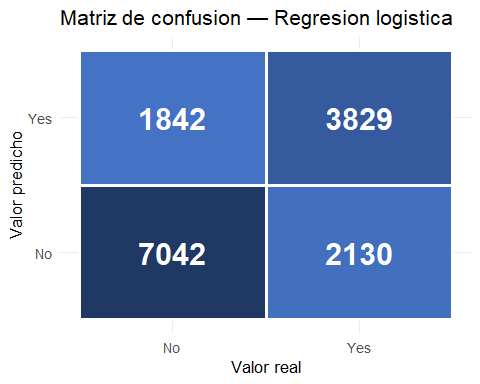 Matriz de confusion — Regresion logistica
Valor predicho
Yes
1842
3829
No
7042
2130
No
Yes
Valor real